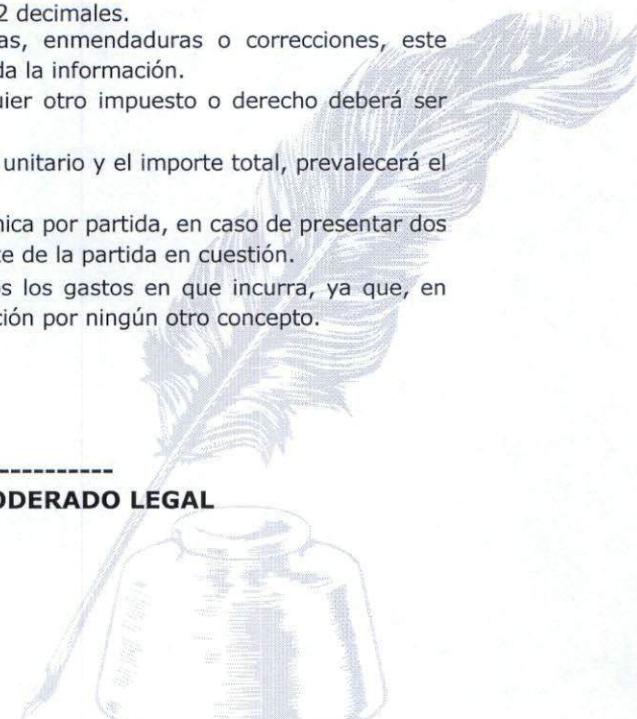 2 decimales.
as, enmendaduras o correcciones, este
da la información.
uier otro impuesto o derecho deberá ser
unitario y el importe total, prevalecerá el
nica por partida, en caso de presentar dos
te de la partida en cuestión.
os los gastos en que incurra, ya que, en
ción por ningún otro concepto.
-----------
ODERADO LEGAL